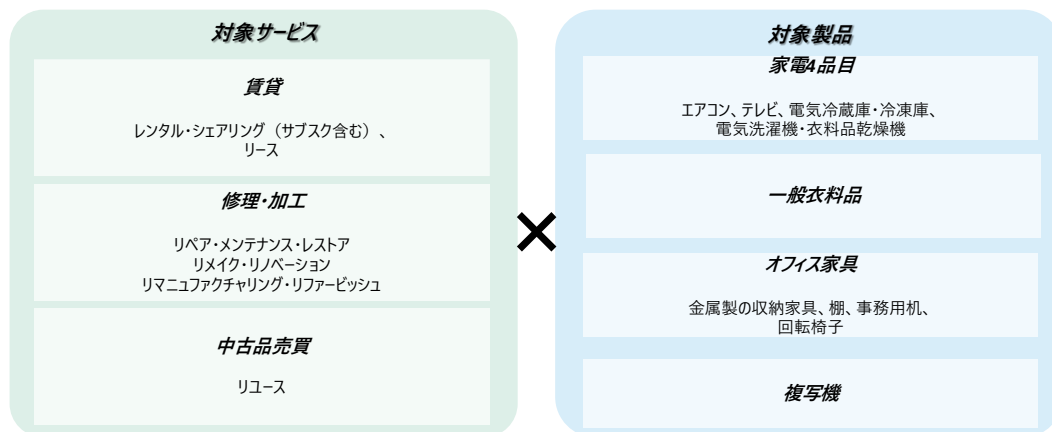 対象サービス
賃貸
レンタル・シェアリング（サブスク含む）、
リース
修理・加工
リペア・メンテナンス・レストア
リメイク・リノベーション
リマニュファクチャリング・リファービッシュ
中古品売買
リユース
×
対象製品
家電4品目
エアコン、テレビ、電気冷蔵庫・冷凍庫、
電気洗濯機・衣料品乾燥機
一般衣料品
オフィス家具
金属製の収納家具、棚、事務用机、
回転椅子
複写機